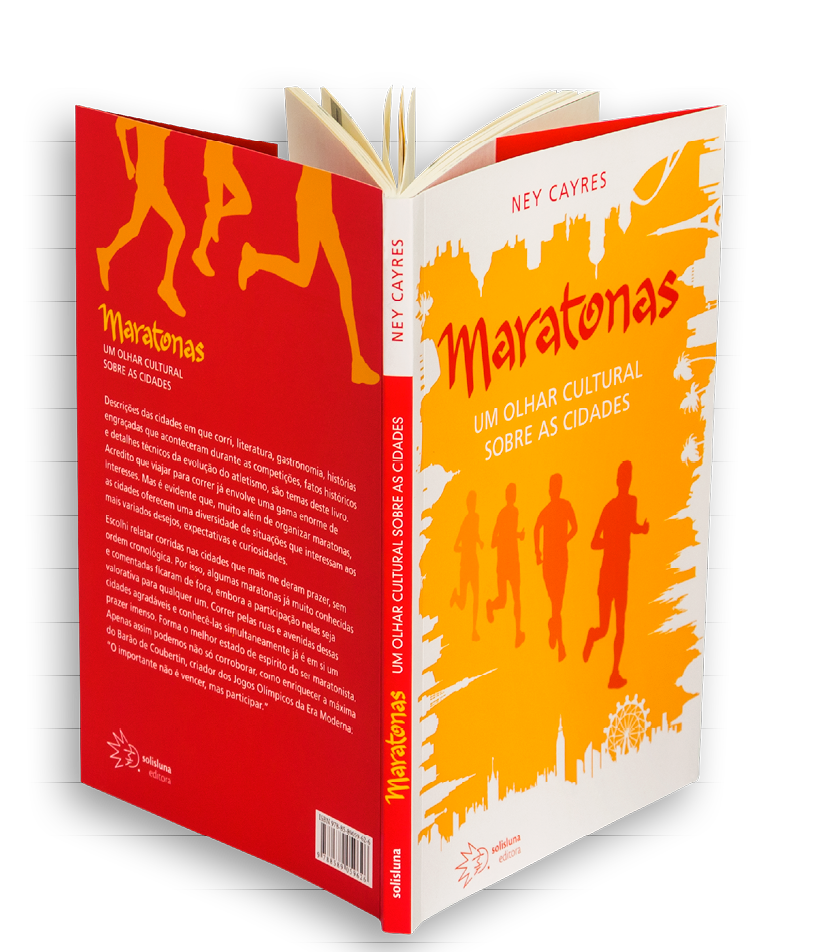 Maratonas
UM OLHAR CULTURAL
SOBRE AS CIDADES
Descrições das cidades em que corri, literatura, gastronomia, histórias
engraçadas que aconteceram durante as competições, fatos históricos
e detalhes técnicos da evolução do atletismo, são temas deste livro.
Acredito que viajar para correr já envolve uma gama enorme de
interesses. Mas é evidente que, muito além de organizar maratonas,
as cidades oferecem uma diversidade de situações que interessam aos
mais variados desejos, expectativas e curiosidades.
Escolhi relatar corridas nas cidades que mais me deram prazer, sem
ordem cronológica. Por isso, algumas maratonas já muito conhecidas
e comentadas ficaram de fora, embora a participação nelas seja
valorativa para qualquer um. Correr pelas ruas e avenidas dessas
cidades agradáveis e conhecê-las simultaneamente já é em si um
prazer imenso. Forma o melhor estado de espírito do ser maratonista.
Apenas assim podemos não só corroborar, como enriquecer a máxima
do Barão de Coubertin, criador dos Jogos Olímpicos da Era Moderna:
"O importante não é vencer, mas participar."
solisluna
editora
ISBN 978-85-89059-62-6
9788589059626
NEY CAYRES
UM OLHAR CULTURAL SOBRE AS CIDADES
Maratonas
solisluna
NEY CAYRES
Maratonas
UM OLHAR CULTURAL
SOBRE AS CIDADES
solisluna
editora